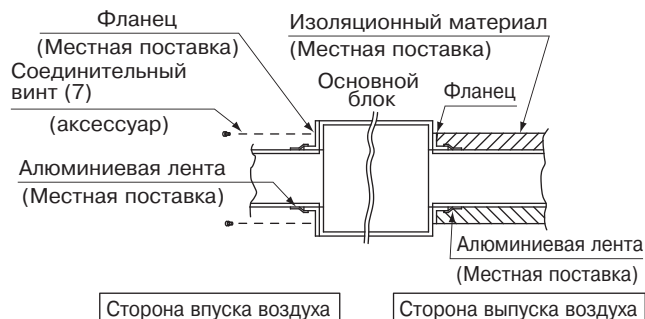 Фланец
(Местная поставка)
Изоляционный материал
(Местная поставка)
Соединительный
винт (7)
(аксессуар)
Основной
блок
Фланец
Алюминиевая лента
(Местная поставка)
Алюминиевая лента
(Местная поставка)
Сторона впуска воздуха
Сторона выпуска воздуха